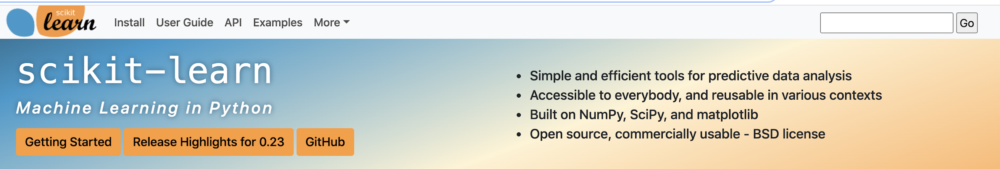 scikit
learn
Install User Guide API Examples More
Go
scikit-learn
Machine Learning in Python
Getting Started Release Highlights for 0.23 GitHub
Simple and efficient tools for predictive data analysis
Accessible to everybody, and reusable in various contexts
Built on NumPy, SciPy, and matplotlib
Open source, commercially usable - BSD license